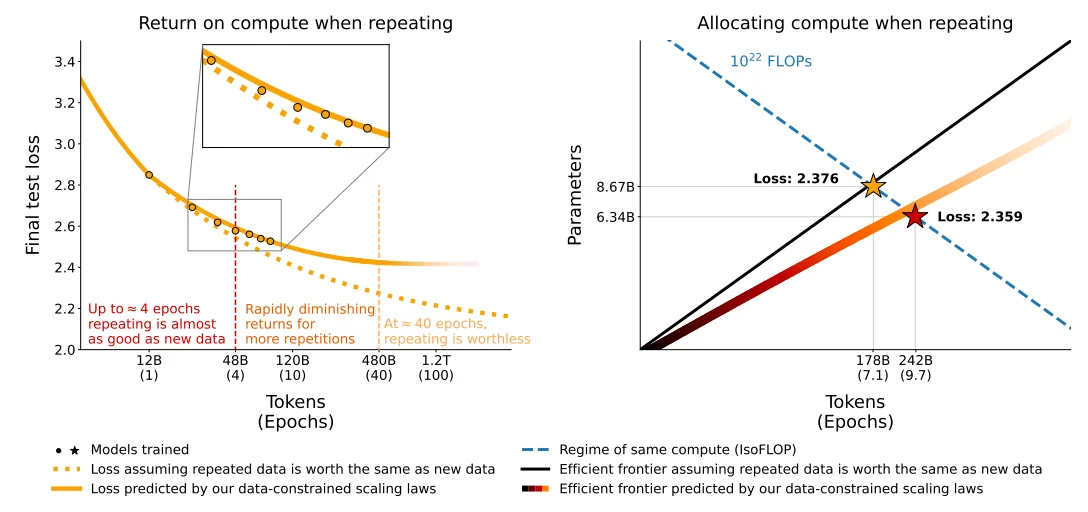 Return on compute when repeating
Final test loss
3.4
3.2
3.0
2.8
2.6
2.4
2.2
2.0
Up to ≈ 4 epochs
repeating is almost
as good as new data
Rapidly diminishing
returns for
more repetitions
At ≈ 40 epochs,
repeating is worthless
12B
(1)
48B
(4)
120B
(10)
480B
(40)
1.2T
(100)
Tokens
(Epochs)
Allocating compute when repeating
Parameters
10²² FLOPs
8.67B
6.34B
Loss: 2.376
Loss: 2.359
178B
(7.1)
242B
(9.7)
Tokens
(Epochs)
Models trained
Loss assuming repeated data is worth the same as new data
Loss predicted by our data-constrained scaling laws
Regime of same compute (IsoFLOP)
Efficient frontier assuming repeated data is worth the same as new data
Efficient frontier predicted by our data-constrained scaling laws